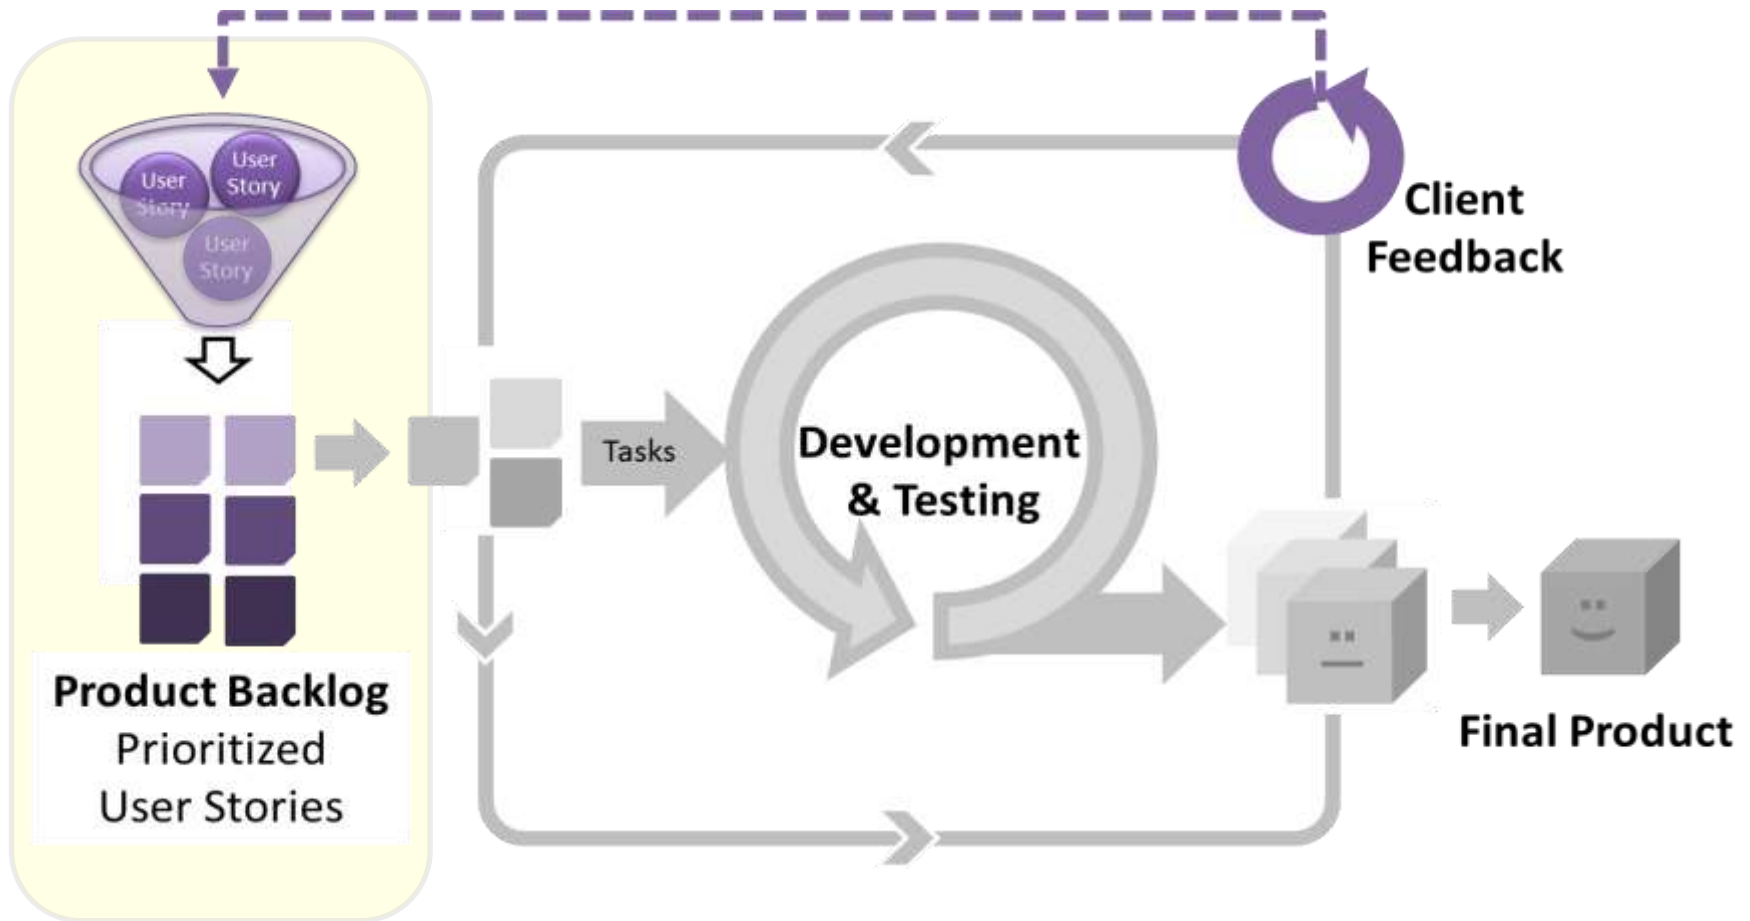 User
Story
User
Story
User
Story
Product Backlog
Prioritized
User Stories
Tasks
Development
& Testing
Client
Feedback
Final Product